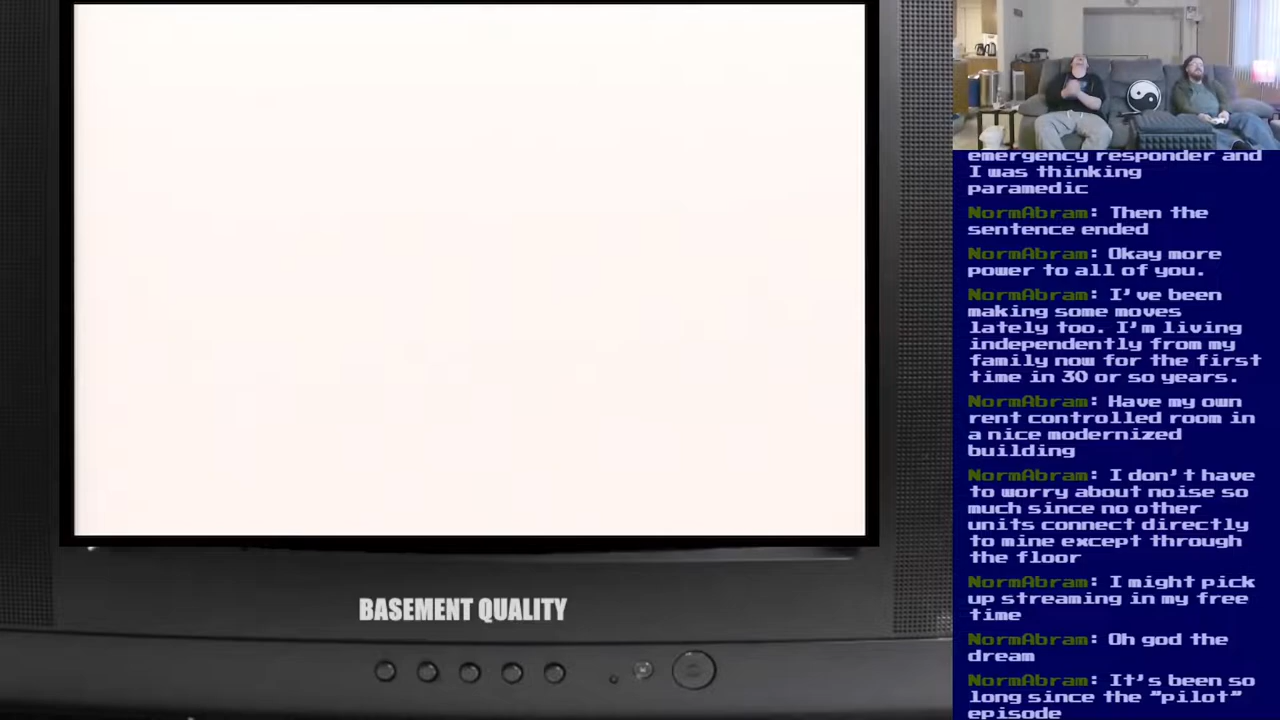 BASEMENT QUALITY
emergency responder and
I was thinking
paramedic
NormAbram: Then the
sentence ended
NormAbram: Okay more
power to all of you.
NormAbram: I've been
making some moves
lately too. I'm living
independently from my
family now for the first
time in 30 or so years.
NormAbram: Have my own
rent controlled room in
a nice modernized
building
NormAbram: I don't have
to worry about noise so
much since no other
units connect directly
to mine except through
the floor
NormAbram: I might pick
up streaming in my free
time
NormAbram: Oh god the
dream
NormAbram: It's been so
long since the "pilot"
episode